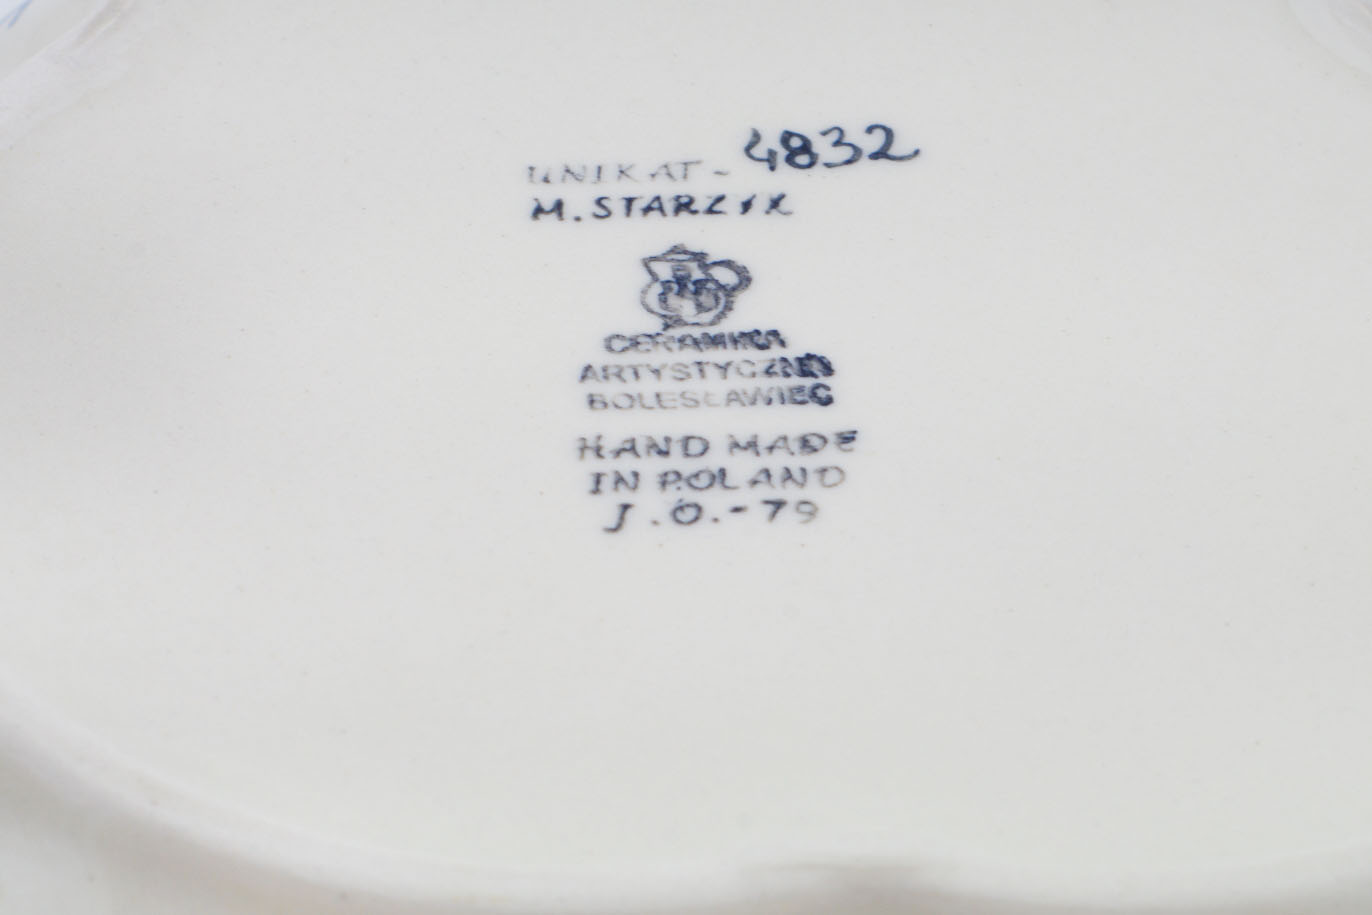 UNIKAT - 4832
M. STARZYK
CERAMIKA
ARTYSTYCZNA
BOLESŁAWIEC
HAND MADE
IN POLAND
J.O.-79